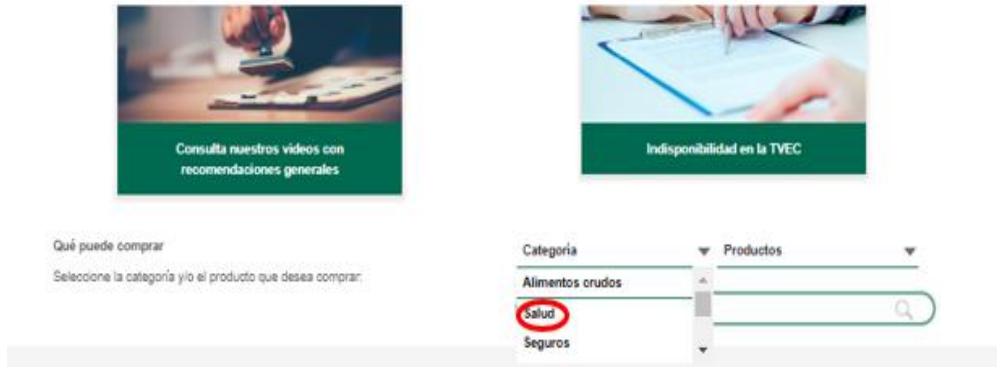 Consulta nuestros videos con
recomendaciones generales
Indisponibilidad en la TVEC
Qué puede comprar
Seleccione la categoría y/o el producto que desea comprar:
Categoría
Productos
Alimentos crudos
Salud
Seguros